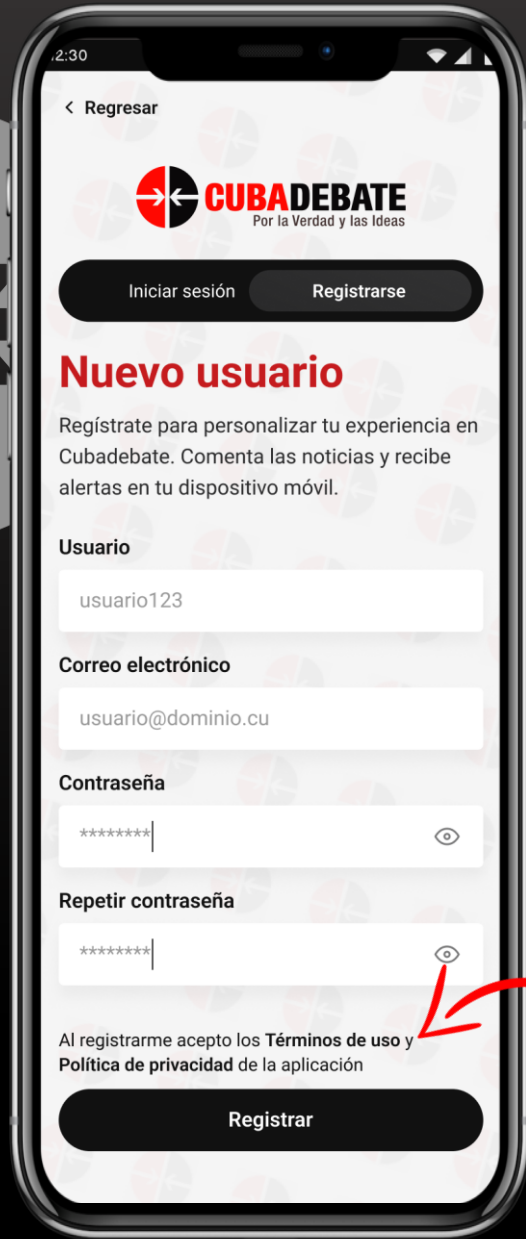 2:30
< Regresar
CUBADEBATE
Por la Verdad y las Ideas
Iniciar sesión Registrarse
Nuevo usuario
Regístrate para personalizar tu experiencia en
Cubadebate. Comenta las noticias y recibe
alertas en tu dispositivo móvil.
Usuario
usuario123
Correo electrónico
usuario@dominio.cu
Contraseña
********
Repetir contraseña
********
Al registrarme acepto los Términos de uso y
Política de privacidad de la aplicación
Registrar